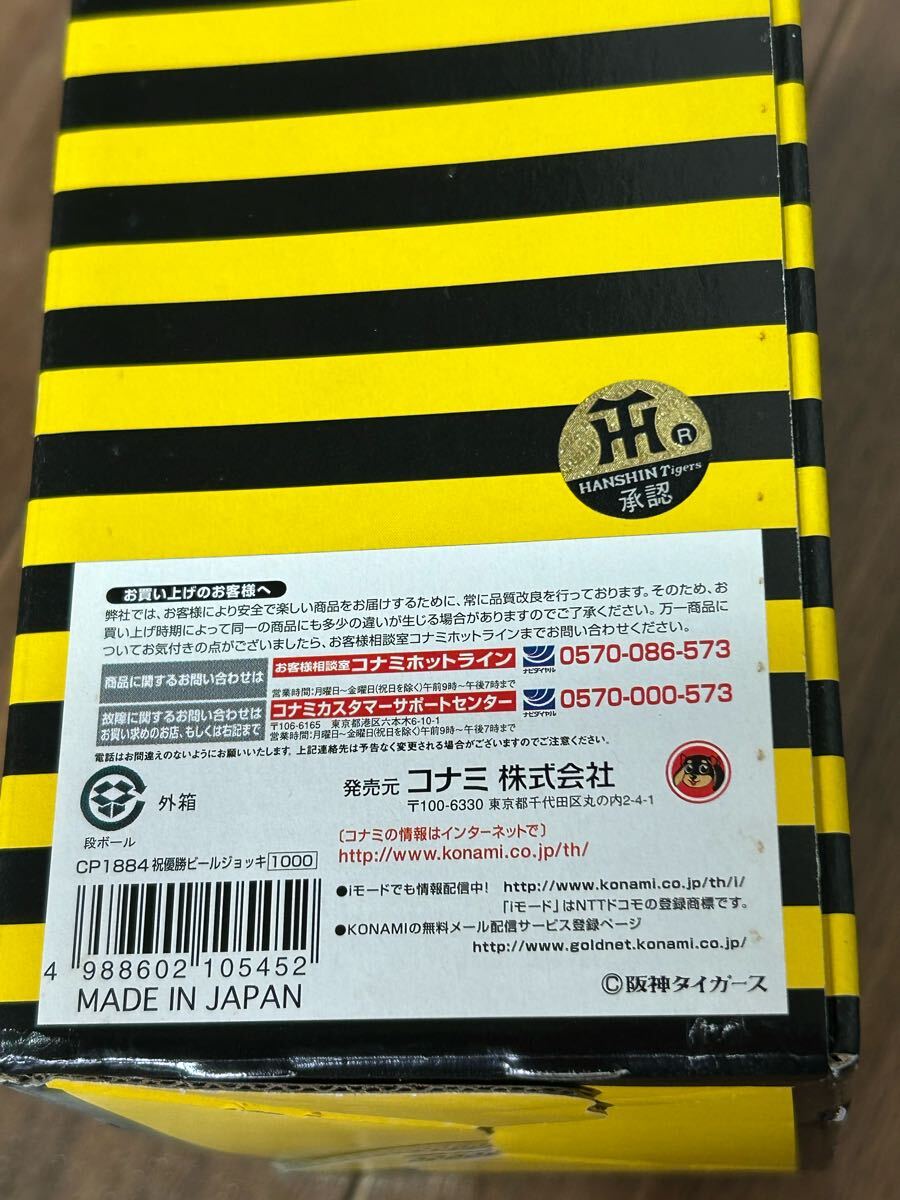 HANSHIN Tigers
R
承認
お買い上げのお客様へ
弊社では、お客様により安全で楽しい商品をお届けするために、常に品質改良を行っております。そのため、お
買い上げ時期によって同一の商品にも多少の違いが生じる場合がありますのでご了承ください。万一商品に
ついてお気付きの点がございましたら、お客様相談室コナミホットラインまでお問い合わせください。
商品に関するお問い合わせは
お客様相談室コナミホットライン ナビダイヤル 0570-086-573
営業時間:月曜日〜金曜日(祝日を除く)午前9時〜午後7時まで
故障に関するお問い合わせは
お買い求めのお店、もしくは右記まで
コナミカスタマーサポートセンター ナビダイヤル 0570-000-573
〒106-6165 東京都港区六本木6-10-1
営業時間:月曜日〜金曜日(祝日を除く)午前9時〜午後7時まで
電話はお間違えのないようにお願いいたします。上記連絡先は予告なく変更される場合がございますのでご注意ください。
外箱
段ボール
発売元 コナミ 株式会社
〒100-6330 東京都千代田区丸の内2-4-1
〔コナミの情報はインターネットで〕
http://www.konami.co.jp/th/
CP1884 祝優勝ビールジョッキ 1000
●iモードでも情報配信中! http://www.konami.co.jp/th/i/
「iモード」はNTTドコモの登録商標です。
●KONAMIの無料メール配信サービス登録ページ
http://www.goldnet.konami.co.jp/
4 988602 105452
MADE IN JAPAN
©阪神タイガース